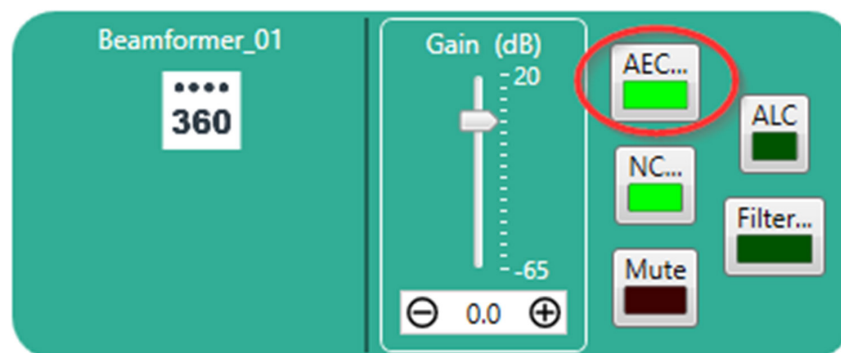 Beamformer_01
360
Gain (dB)
20
-65
0.0
AEC...
ALC
NC...
Filter...
Mute